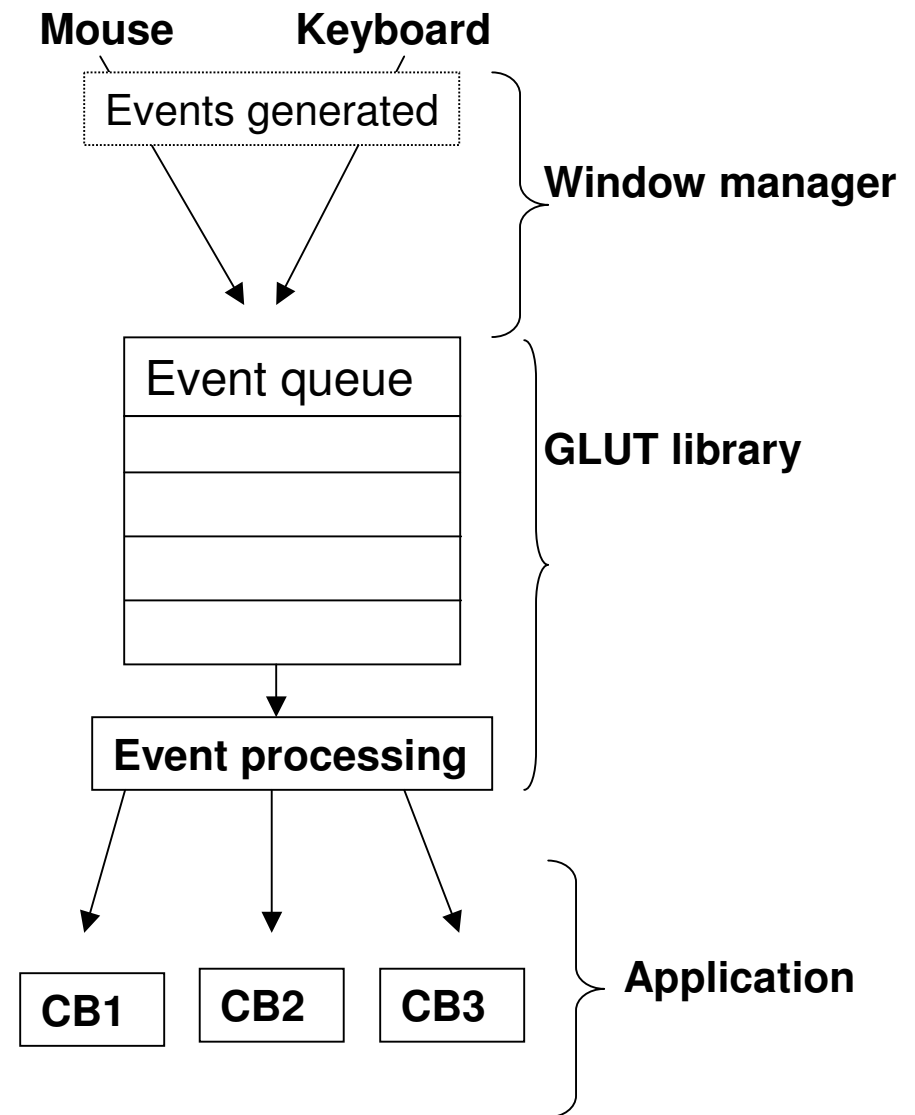 Mouse
Keyboard
Events generated
Window manager
Event queue
GLUT library
Event processing
Application
CB1
CB2
CB3